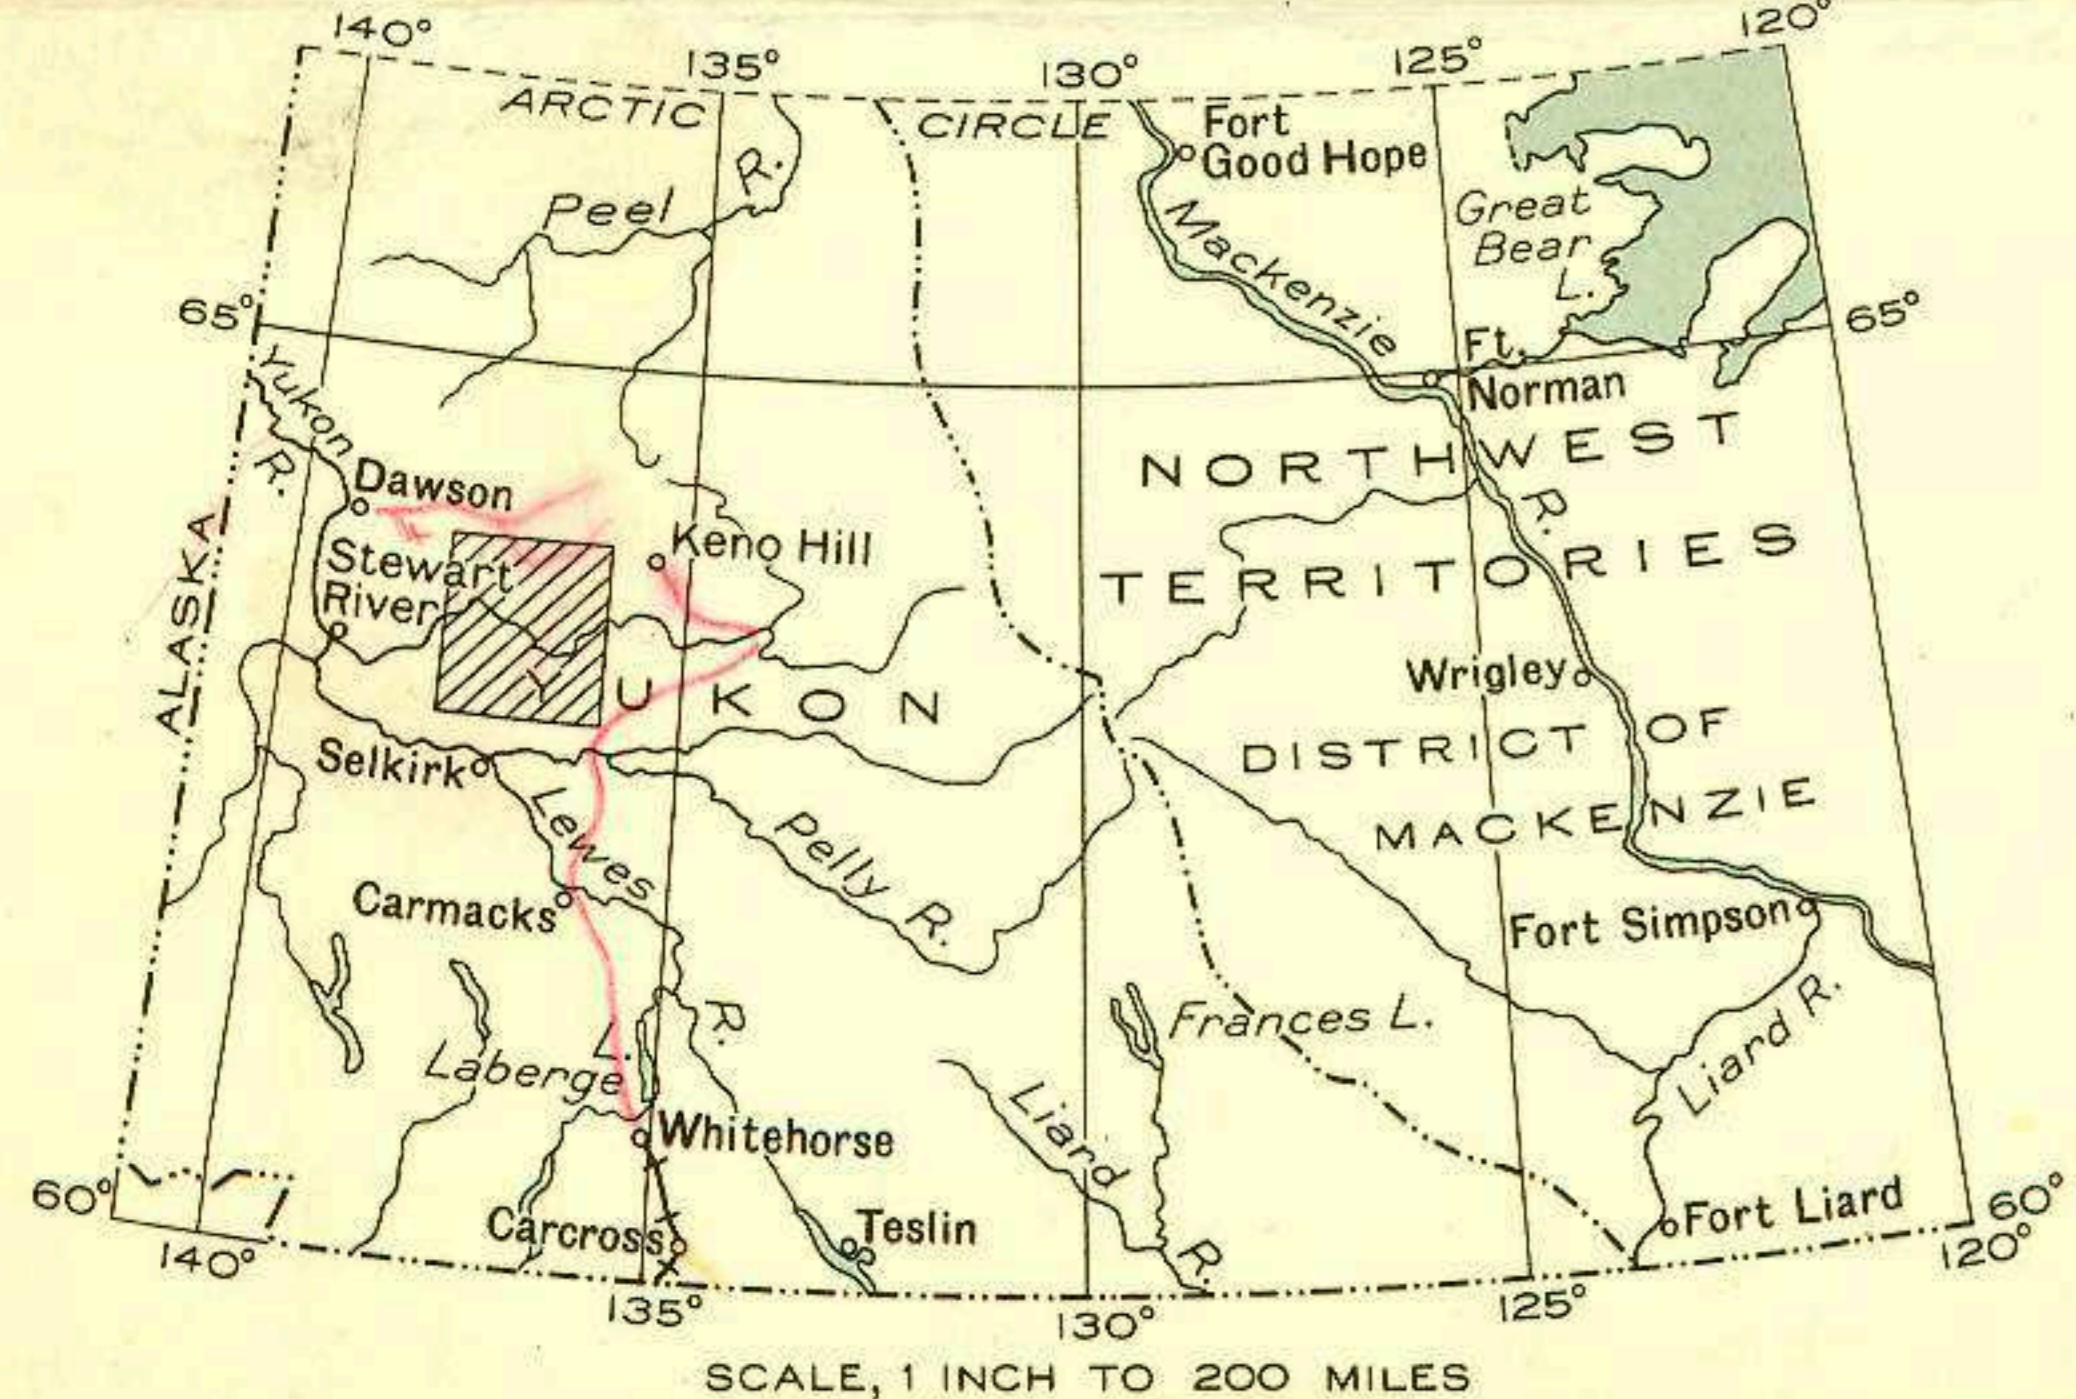 140°
135°
130°
125°
120°
ARCTIC CIRCLE
Fort
Good Hope
Peel R.
Great
Bear
L.
Mackenzie R.
65°
65°
Ft.
Norman
Yukon R.
NORTHWEST
Dawson
Keno Hill
Stewart
River
TERRITORIES
ALASKA
Wrigley
YUKON
DISTRICT OF
Selkirk
MACKENZIE
Lewes R.
Pelly R.
Carmacks
Fort Simpson
L.
Laberge
Frances L.
Liard R.
Liard R.
Whitehorse
Carcross
Teslin
Fort Liard
60°
60°
140°
135°
130°
125°
120°
SCALE, 1 INCH TO 200 MILES